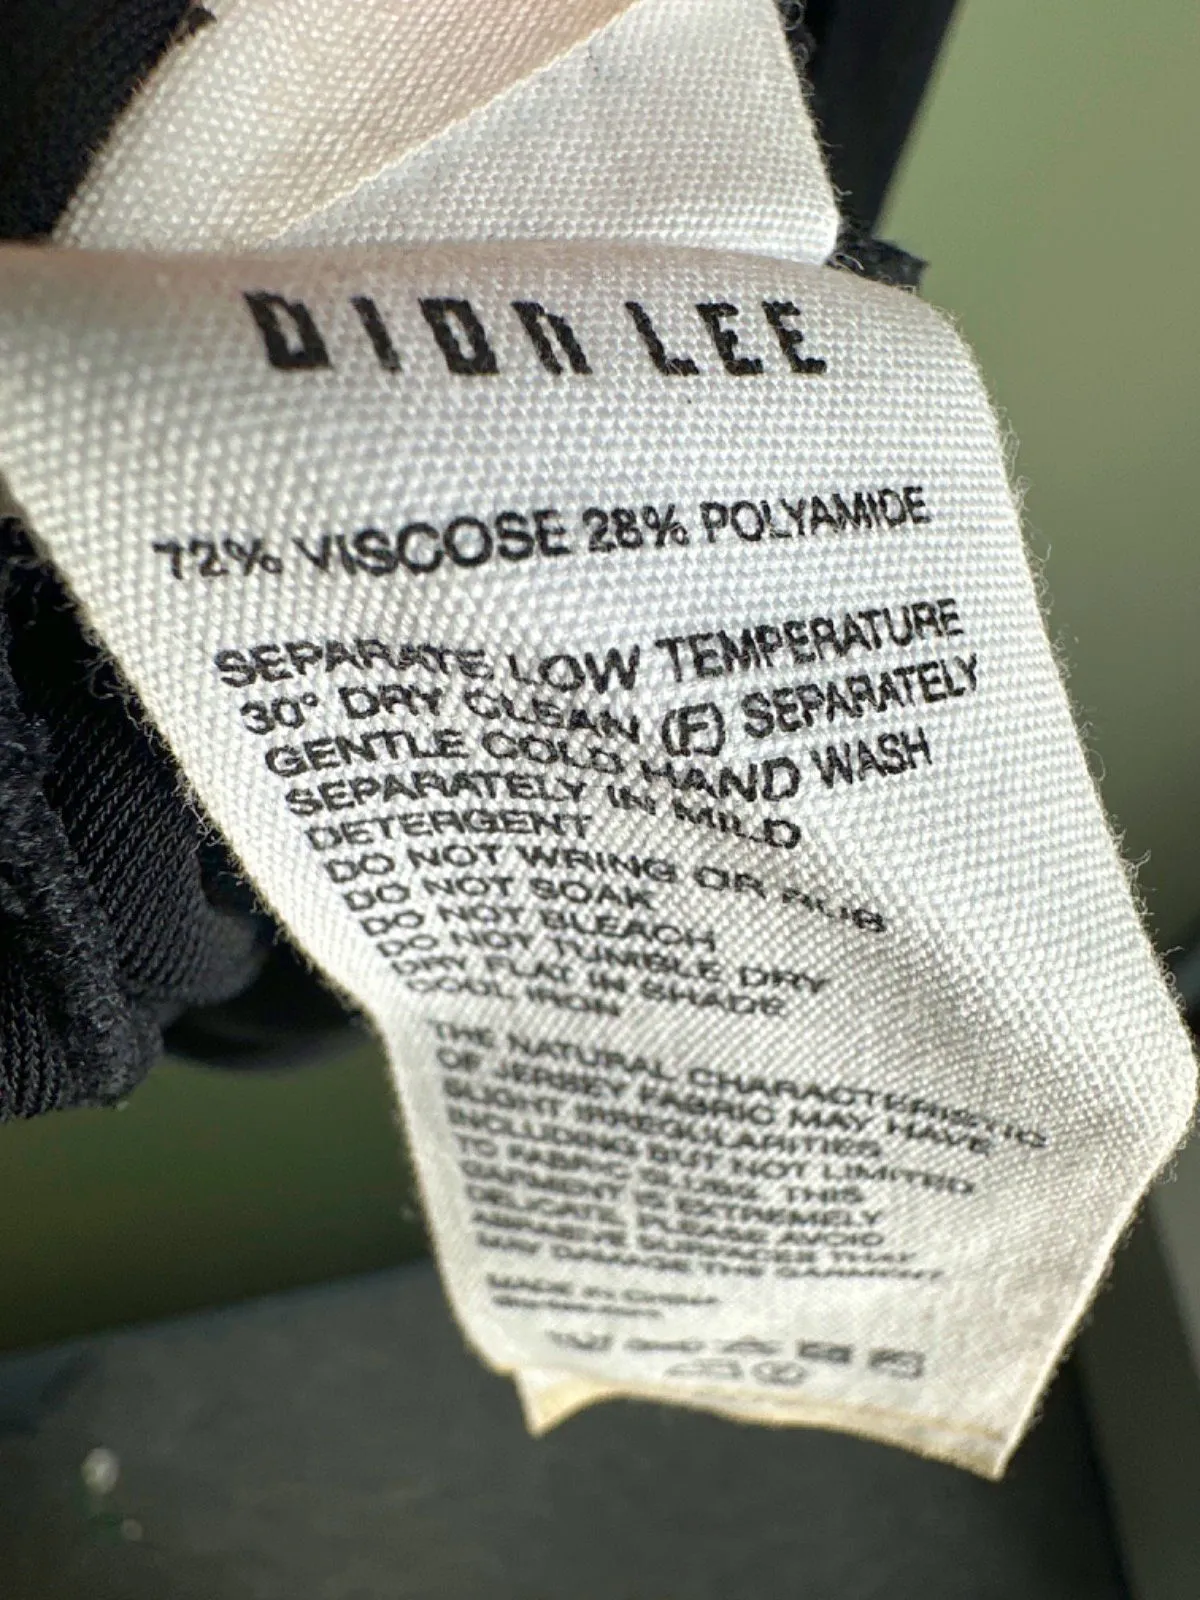 DION LEE
72% VISCOSE 28% POLYAMIDE
SEPARATE LOW TEMPERATURE
30° DRY CLEAN (F) SEPARATELY
GENTLE COLD HAND WASH
SEPARATELY IN MILD
DETERGENT
DO NOT WRING OR RUB
DO NOT SOAK
DO NOT BLEACH
DO NOT TUMBLE DRY
DRY FLAT IN SHADE
COOL IRON
THE NATURAL CHARACTERISTIC
OF JERSEY FABRIC MAY HAVE
SLIGHT IRREGULARITIES
INCLUDING BUT NOT LIMITED
TO FABRIC SLUBS. THIS
GARMENT IS EXTREMELY
DELICATE, PLEASE AVOID
ABRASIVE SURFACES THAT
MAY DAMAGE THE GARMENT
MADE IN CHINA